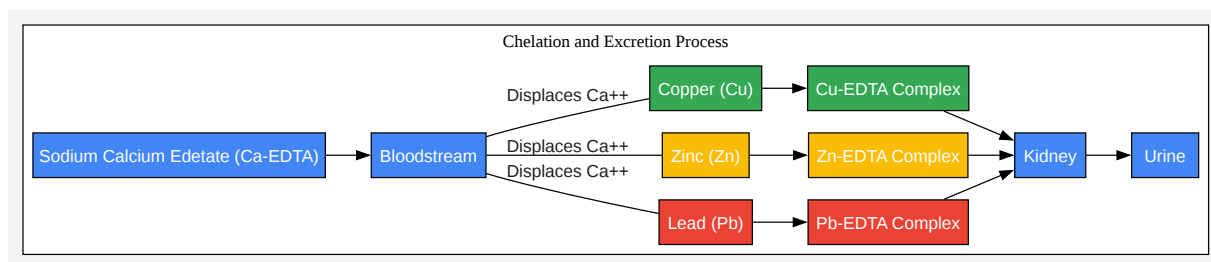 Chelation and Excretion Process
Displaces Ca++
Copper (Cu)
Cu-EDTA Complex
Sodium Calcium Edetate (Ca-EDTA)
Bloodstream
Displaces Ca++
Zinc (Zn)
Zn-EDTA Complex
Kidney
Urine
Displaces Ca++
Lead (Pb)
Pb-EDTA Complex